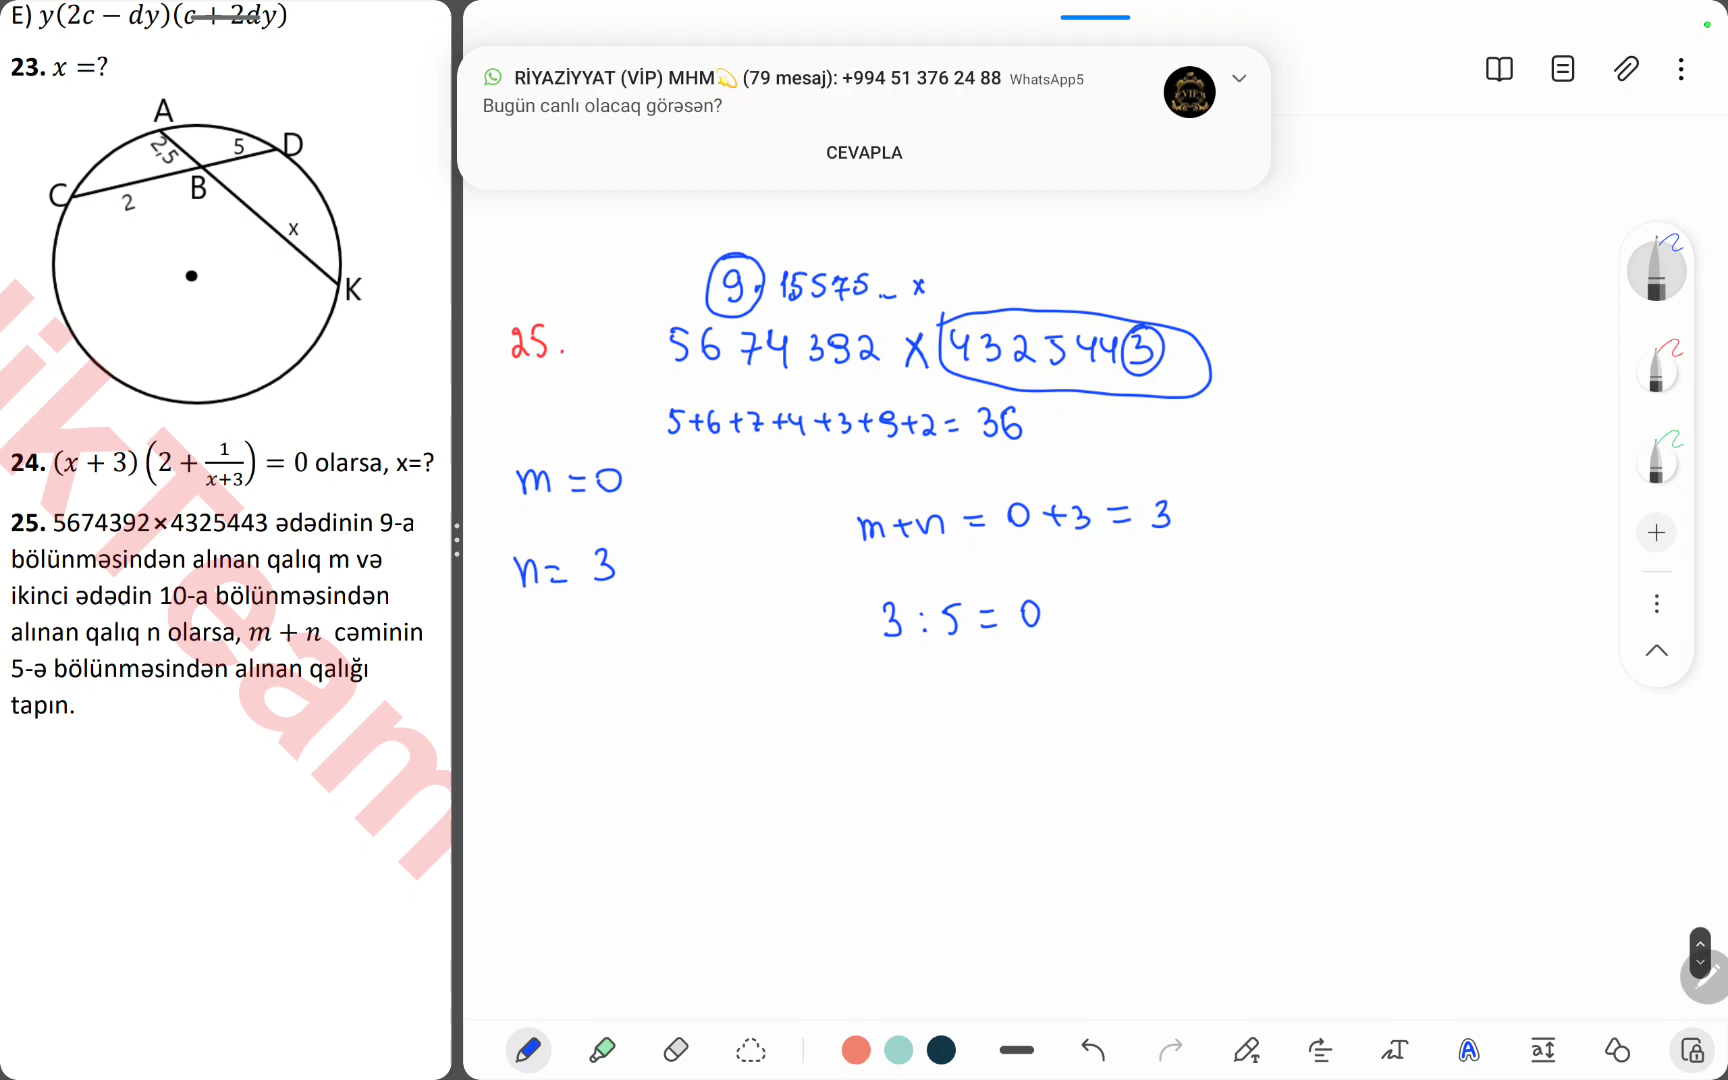 E) y(2c − dy)(c + 2dy)
23. x =?
A
2,5
5
D
C
2
B
x
K
24. (x + 3)(2 + 1/(x+3)) = 0 olarsa, x=?
25. 5674392×4325443 ədədinin 9-a
bölünməsindən alınan qalıq m və
ikinci ədədin 10-a bölünməsindən
alınan qalıq n olarsa, m + n cəminin
5-ə bölünməsindən alınan qalığı
tapın.
likTeam
RİYAZİYYAT (VİP) MHM💫 (79 mesaj): +994 51 376 24 88 WhatsApp5
Bugün canlı olacaq görəsən?
VIP
CEVAPLA
9. 15575.. x
25. 5674392 × 4325443
5+6+7+4+3+9+2= 36
m = 0
m+n = 0+3 = 3
n= 3
3 : 5 = 0